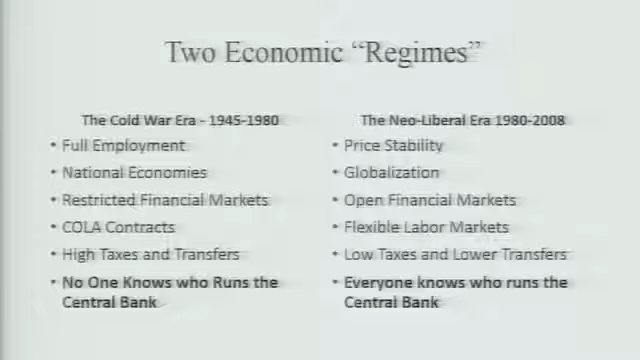 Two Economic “Regimes”
The Cold War Era - 1945-1980
• Full Employment
• National Economies
• Restricted Financial Markets
• COLA Contracts
• High Taxes and Transfers
• No One Knows who Runs the
Central Bank
The Neo-Liberal Era 1980-2008
• Price Stability
• Globalization
• Open Financial Markets
• Flexible Labor Markets
• Low Taxes and Lower Transfers
• Everyone knows who runs the
Central Bank